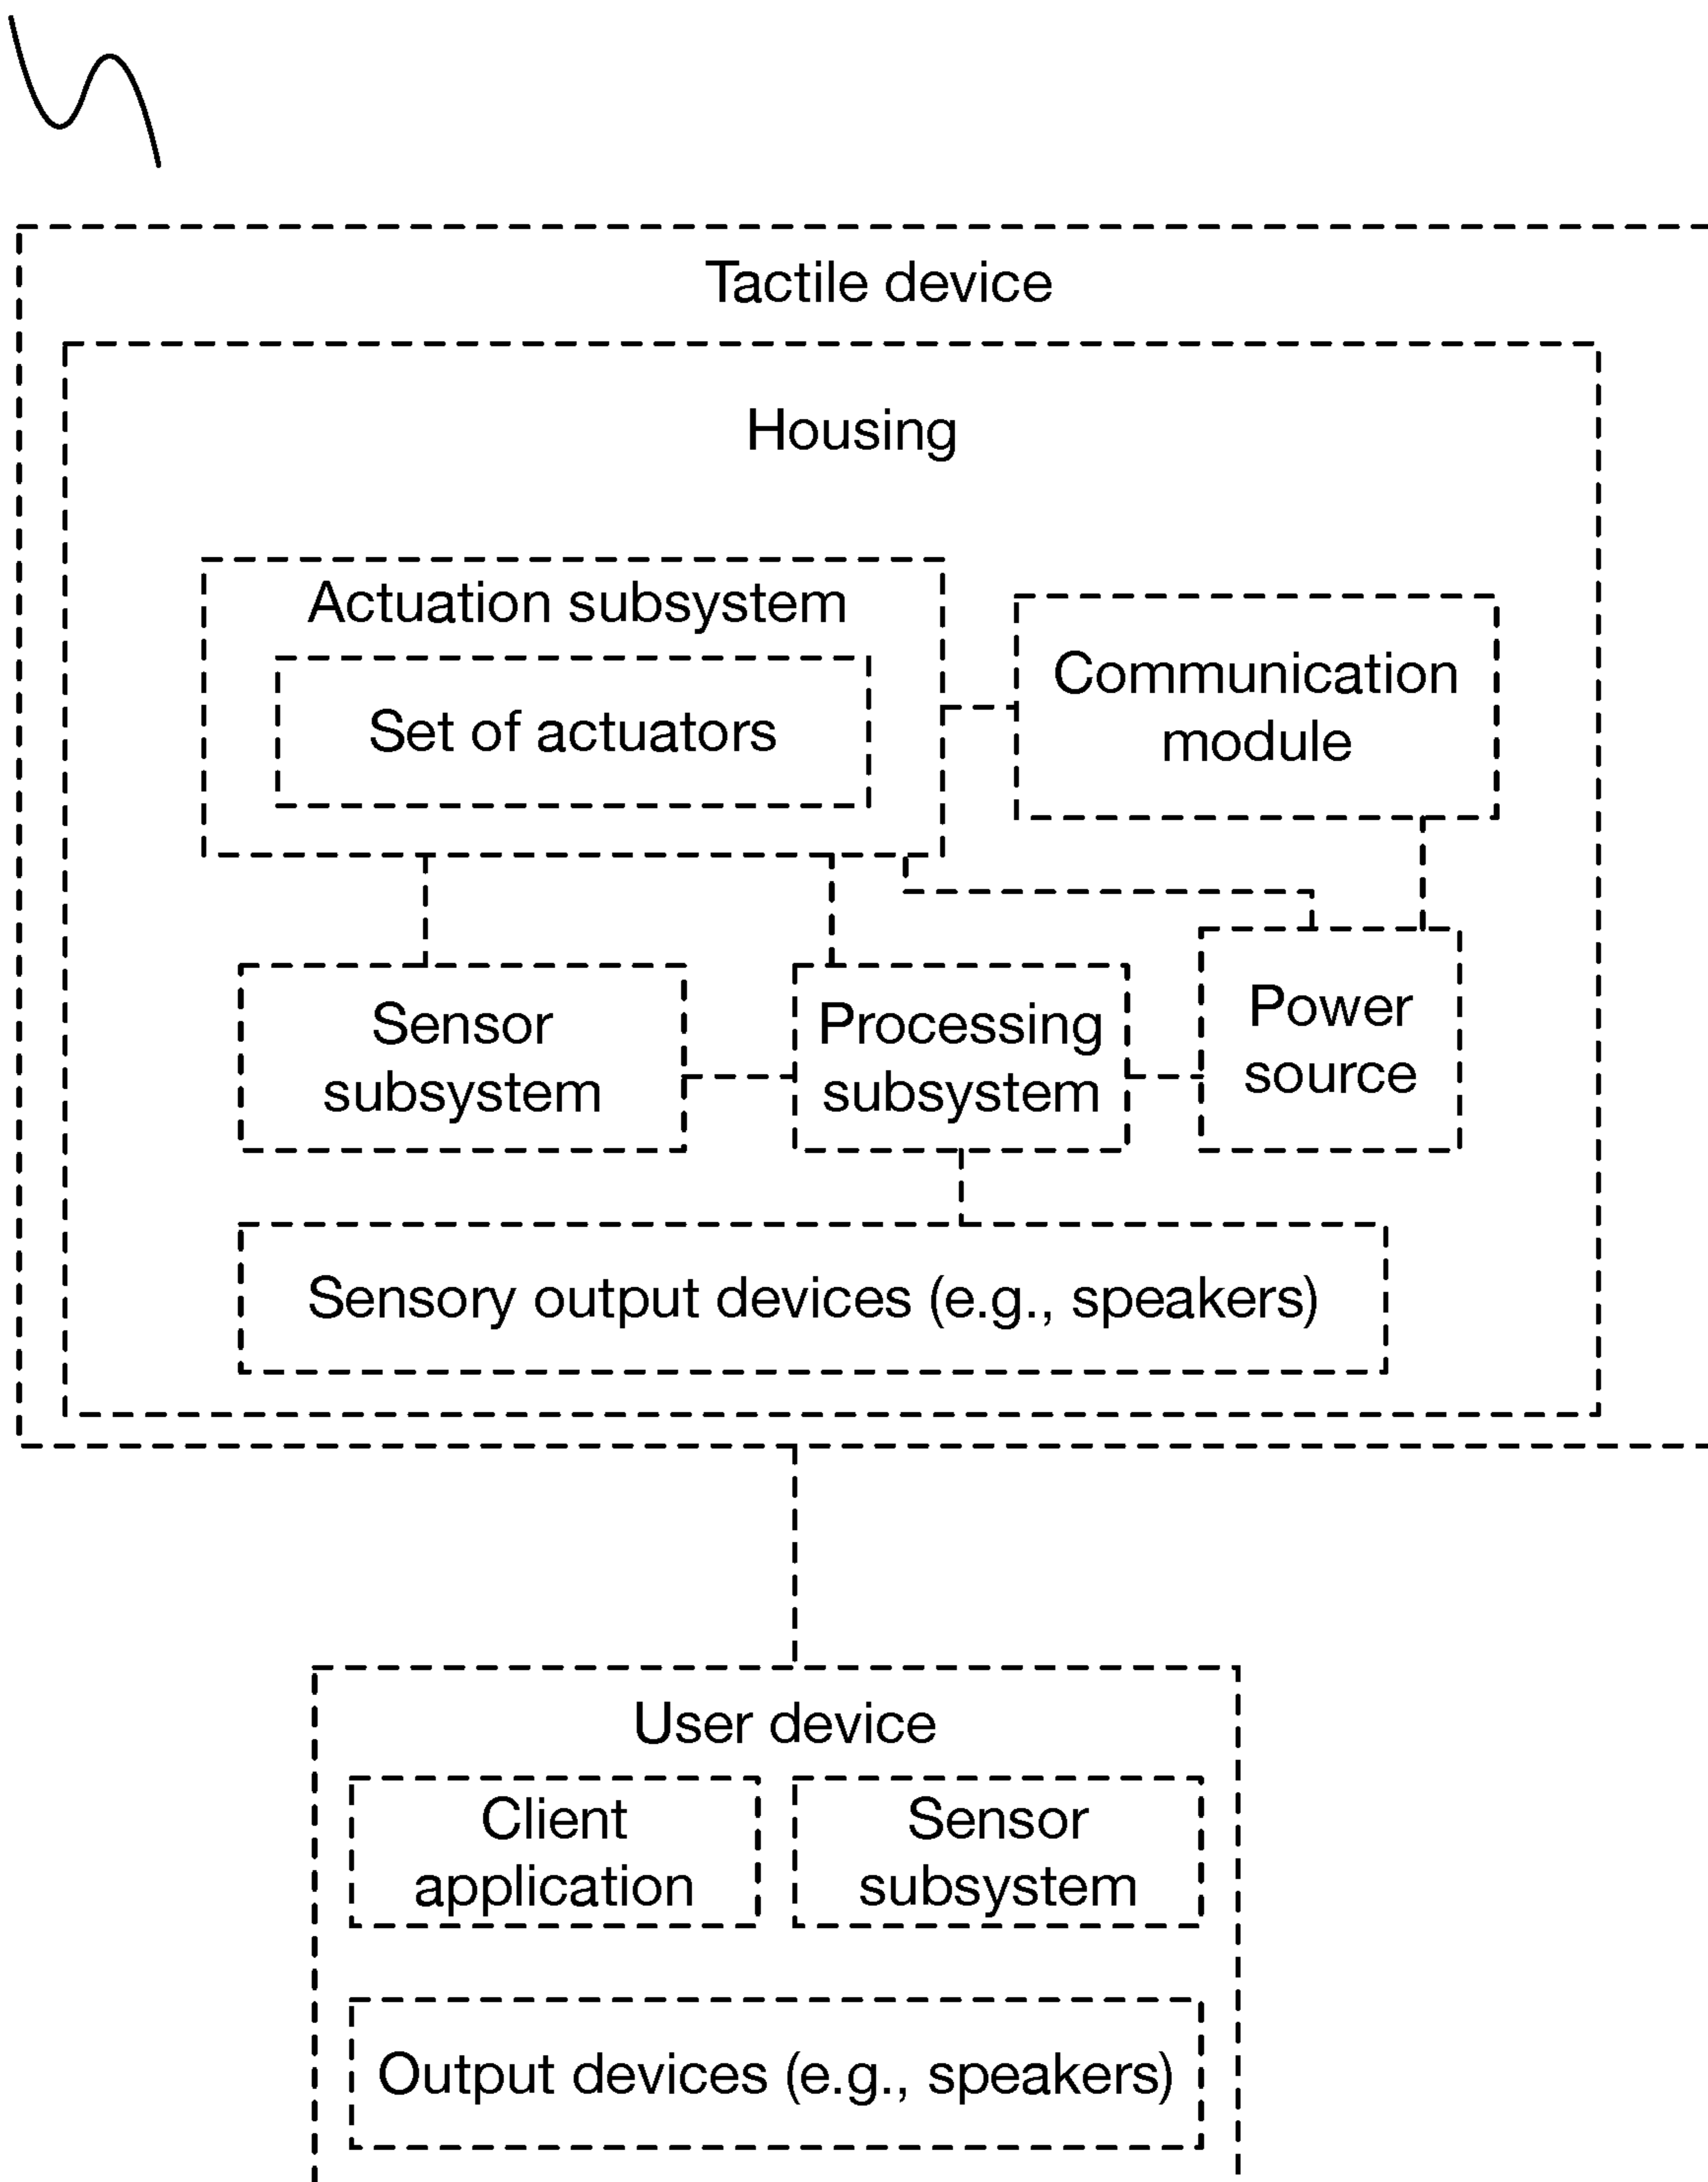 Tactile device
Housing
Actuation subsystem
Set of actuators
Communication
module
Sensor
subsystem
Processing
subsystem
Power
source
Sensory output devices (e.g., speakers)
User device
Client
application
Sensor
subsystem
Output devices (e.g., speakers)